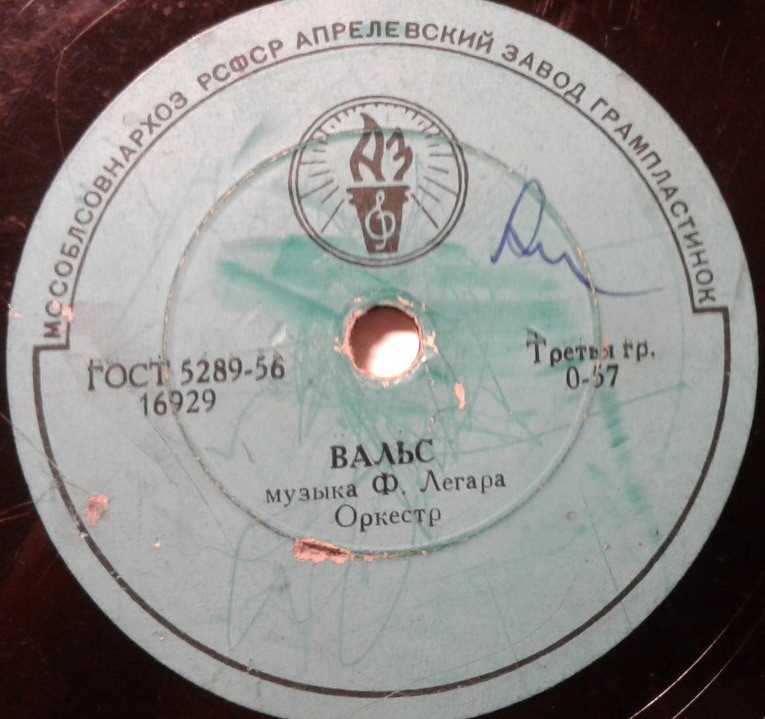 МОСОБЛСОВНАРХОЗ РСФСР АПРЕЛЕВСКИЙ ЗАВОД ГРАМПЛАСТИНОК
АЗ
ГОСТ 5289-56
16929
Третья гр.
0-57
ВАЛЬС
музыка Ф. Легара
Оркестр